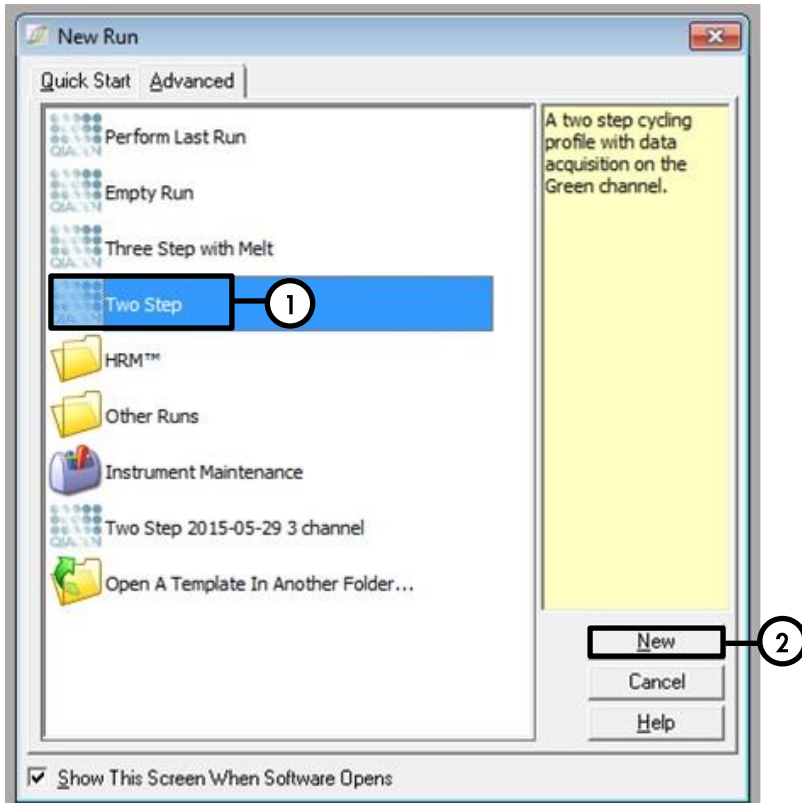 New Run
Quick Start Advanced
Perform Last Run
Empty Run
Three Step with Melt
Two Step
1
HRM™
Other Runs
Instrument Maintenance
Two Step 2015-05-29 3 channel
Open A Template In Another Folder...
A two step cycling
profile with data
acquisition on the
Green channel.
New
2
Cancel
Help
Show This Screen When Software Opens